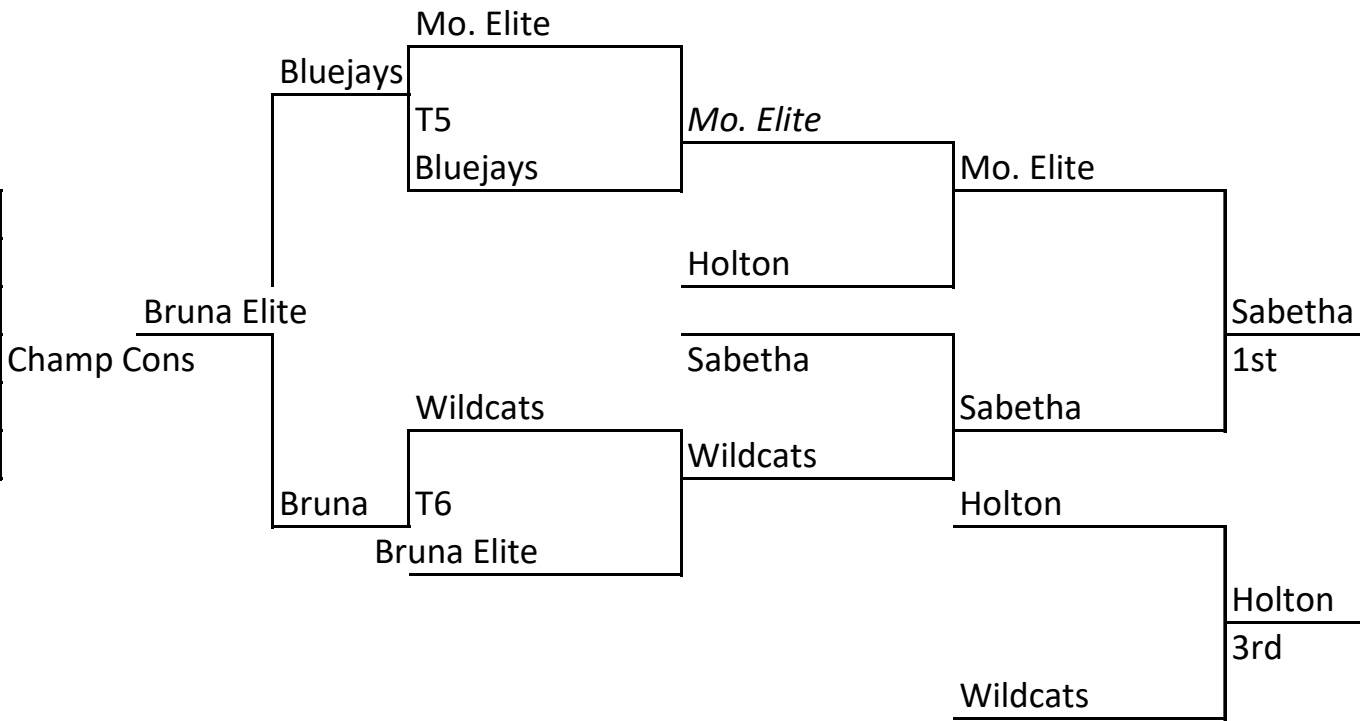 Mo. Elite
Bluejays
T5
Mo. Elite
Bluejays
Mo. Elite
Holton
Bruna Elite
Sabetha
Champ Cons
Sabetha
1st
Wildcats
Sabetha
Wildcats
Bruna
T6
Holton
Bruna Elite
Holton
3rd
Wildcats